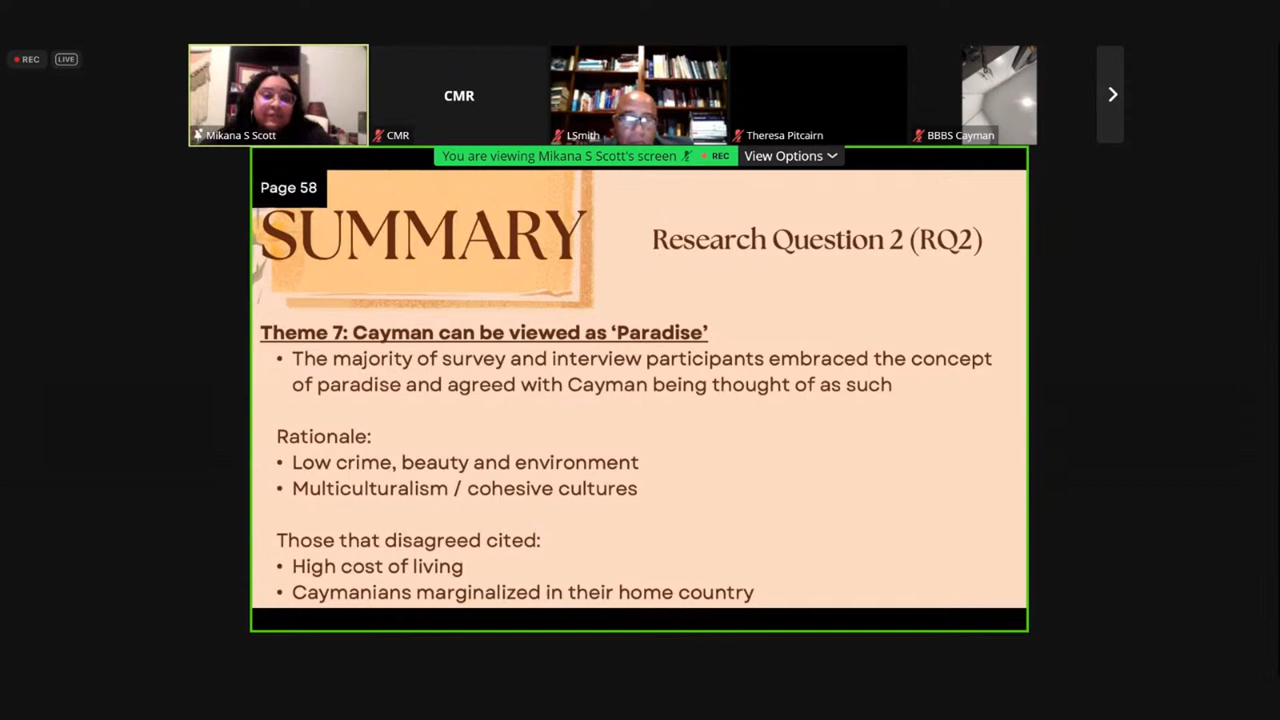 REC
LIVE
CMR
Mikana S Scott
CMR
LSmith
Theresa Pitcairn
BBBS Cayman
You are viewing Mikana S Scott's screen
REC
View Options
Page 58
SUMMARY
Research Question 2 (RQ2)
Theme 7: Cayman can be viewed as ‘Paradise’
• The majority of survey and interview participants embraced the concept
of paradise and agreed with Cayman being thought of as such
Rationale:
• Low crime, beauty and environment
• Multiculturalism / cohesive cultures
Those that disagreed cited:
• High cost of living
• Caymanians marginalized in their home country